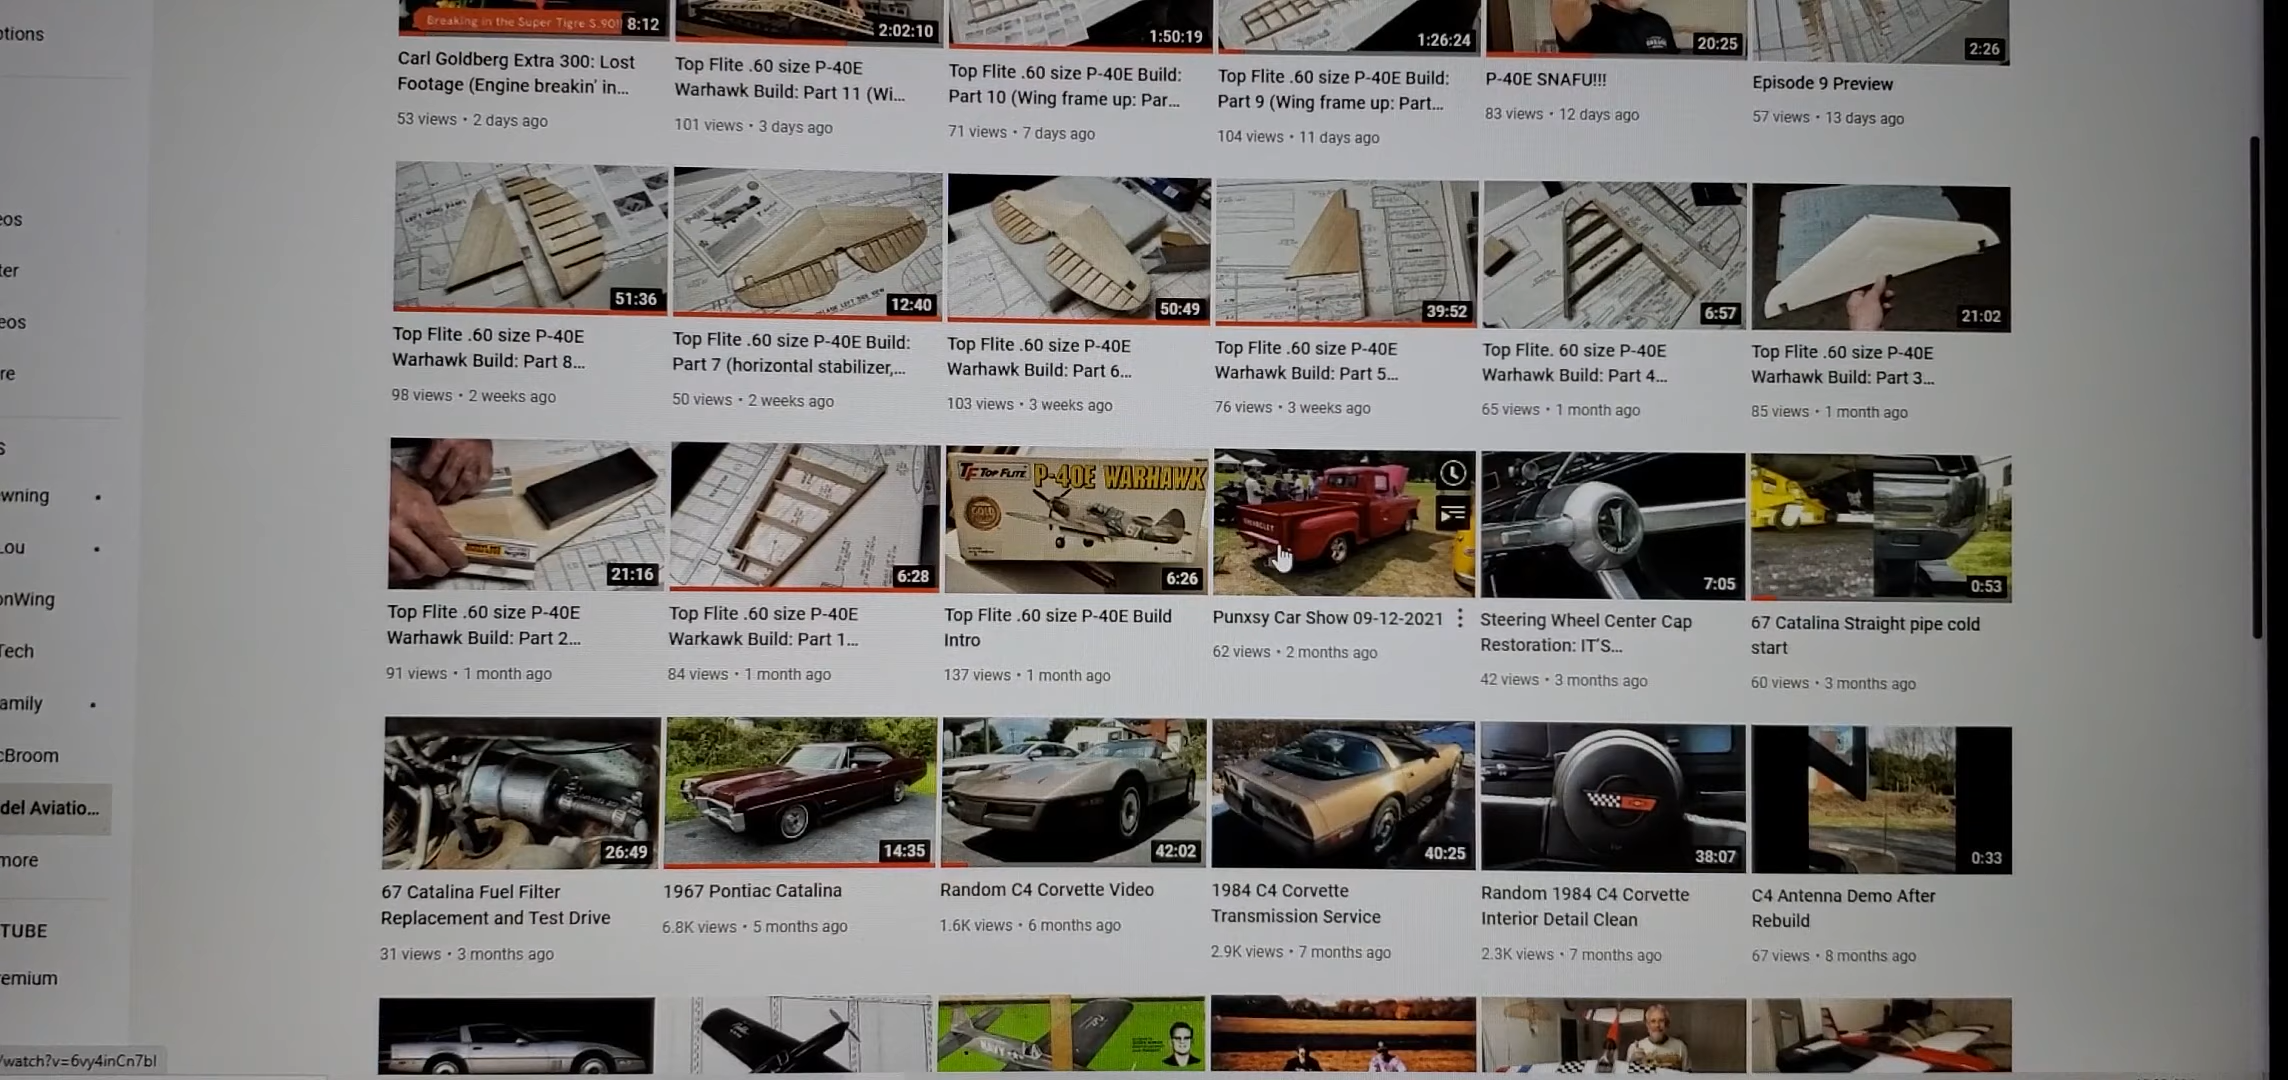 tions
eos
ter
eos
re
S
wning
Lou
onWing
Tech
amily
cBroom
del Aviatio...
more
TUBE
emium
/watch?v=6vy4inCn7bI
Breaking in the Super Tigre S.90!
8:12
2:02:10
1:50:19
1:26:24
20:25
2:26
Carl Goldberg Extra 300: Lost
Footage (Engine breakin' in...
53 views • 2 days ago
Top Flite .60 size P-40E
Warhawk Build: Part 11 (Wi...
101 views • 3 days ago
Top Flite .60 size P-40E Build:
Part 10 (Wing frame up: Par...
71 views • 7 days ago
Top Flite .60 size P-40E Build:
Part 9 (Wing frame up: Part...
104 views • 11 days ago
P-40E SNAFU!!!
83 views • 12 days ago
Episode 9 Preview
57 views • 13 days ago
51:36
12:40
50:49
39:52
6:57
21:02
Top Flite .60 size P-40E
Warhawk Build: Part 8...
98 views • 2 weeks ago
Top Flite .60 size P-40E Build:
Part 7 (horizontal stabilizer,...
50 views • 2 weeks ago
Top Flite .60 size P-40E
Warhawk Build: Part 6...
103 views • 3 weeks ago
Top Flite .60 size P-40E
Warhawk Build: Part 5...
76 views • 3 weeks ago
Top Flite. 60 size P-40E
Warhawk Build: Part 4...
65 views • 1 month ago
Top Flite .60 size P-40E
Warhawk Build: Part 3...
85 views • 1 month ago
21:16
6:28
TF TOP FLITE P-40E WARHAWK
GOLD
6:26
CHEVROLET
7:05
0:53
Top Flite .60 size P-40E
Warhawk Build: Part 2...
91 views • 1 month ago
Top Flite .60 size P-40E
Warkawk Build: Part 1...
84 views • 1 month ago
Top Flite .60 size P-40E Build
Intro
137 views • 1 month ago
Punxsy Car Show 09-12-2021
62 views • 2 months ago
Steering Wheel Center Cap
Restoration: IT'S...
42 views • 3 months ago
67 Catalina Straight pipe cold
start
60 views • 3 months ago
26:49
14:35
42:02
40:25
38:07
0:33
67 Catalina Fuel Filter
Replacement and Test Drive
31 views • 3 months ago
1967 Pontiac Catalina
6.8K views • 5 months ago
Random C4 Corvette Video
1.6K views • 6 months ago
1984 C4 Corvette
Transmission Service
2.9K views • 7 months ago
Random 1984 C4 Corvette
Interior Detail Clean
2.3K views • 7 months ago
C4 Antenna Demo After
Rebuild
67 views • 8 months ago
NAVY